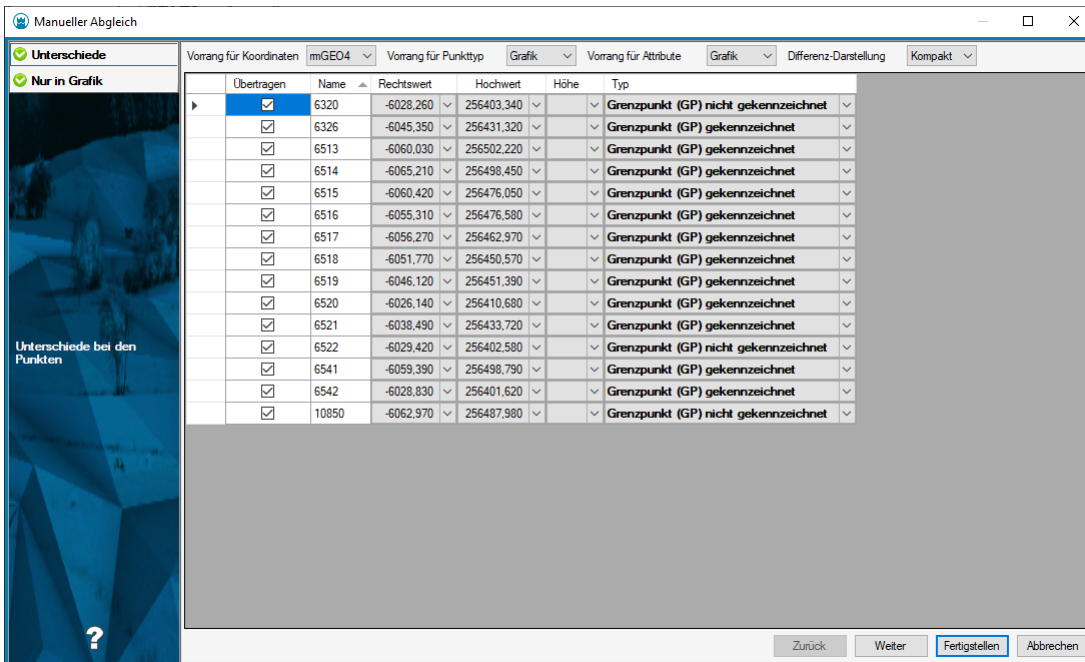 Manueller Abgleich
Unterschiede
Nur in Grafik
Vorrang für Koordinaten mGEO4 Vorrang für Punkttyp Grafik Vorrang für Attribute Grafik Differenz-Darstellung Kompakt
Übertragen Name Rechtswert Hochwert Höhe Typ
6320 -6028,260 256403,340 Grenzpunkt (GP) nicht gekennzeichnet
6326 -6045,350 256431,320 Grenzpunkt (GP) gekennzeichnet
6513 -6060,030 256502,220 Grenzpunkt (GP) gekennzeichnet
6514 -6065,210 256498,450 Grenzpunkt (GP) gekennzeichnet
6515 -6060,420 256476,050 Grenzpunkt (GP) gekennzeichnet
6516 -6055,310 256476,580 Grenzpunkt (GP) gekennzeichnet
6517 -6056,270 256462,970 Grenzpunkt (GP) gekennzeichnet
6518 -6051,770 256450,570 Grenzpunkt (GP) gekennzeichnet
6519 -6046,120 256451,390 Grenzpunkt (GP) gekennzeichnet
6520 -6026,140 256410,680 Grenzpunkt (GP) gekennzeichnet
6521 -6038,490 256433,720 Grenzpunkt (GP) gekennzeichnet
6522 -6029,420 256402,580 Grenzpunkt (GP) nicht gekennzeichnet
6541 -6059,390 256498,790 Grenzpunkt (GP) gekennzeichnet
6542 -6028,830 256401,620 Grenzpunkt (GP) gekennzeichnet
10850 -6062,970 256487,980 Grenzpunkt (GP) nicht gekennzeichnet
Unterschiede bei den
Punkten
?
Zurück Weiter Fertigstellen Abbrechen